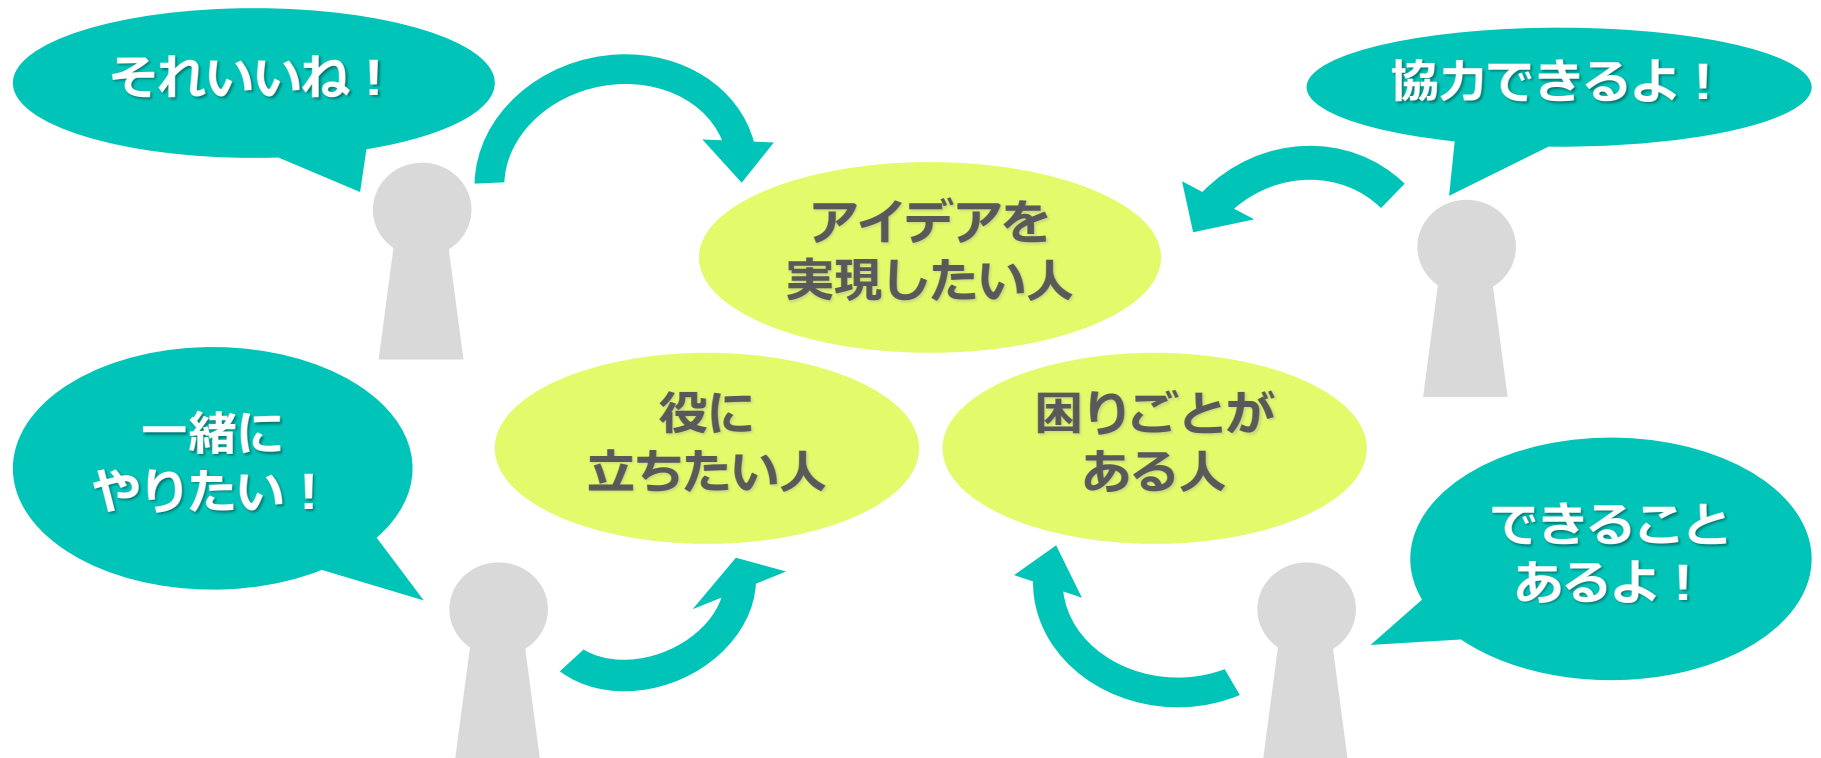 それいいね！
協力できるよ！
アイデアを
実現したい人
役に
立ちたい人
困りごとが
ある人
一緒に
やりたい！
できること
あるよ！